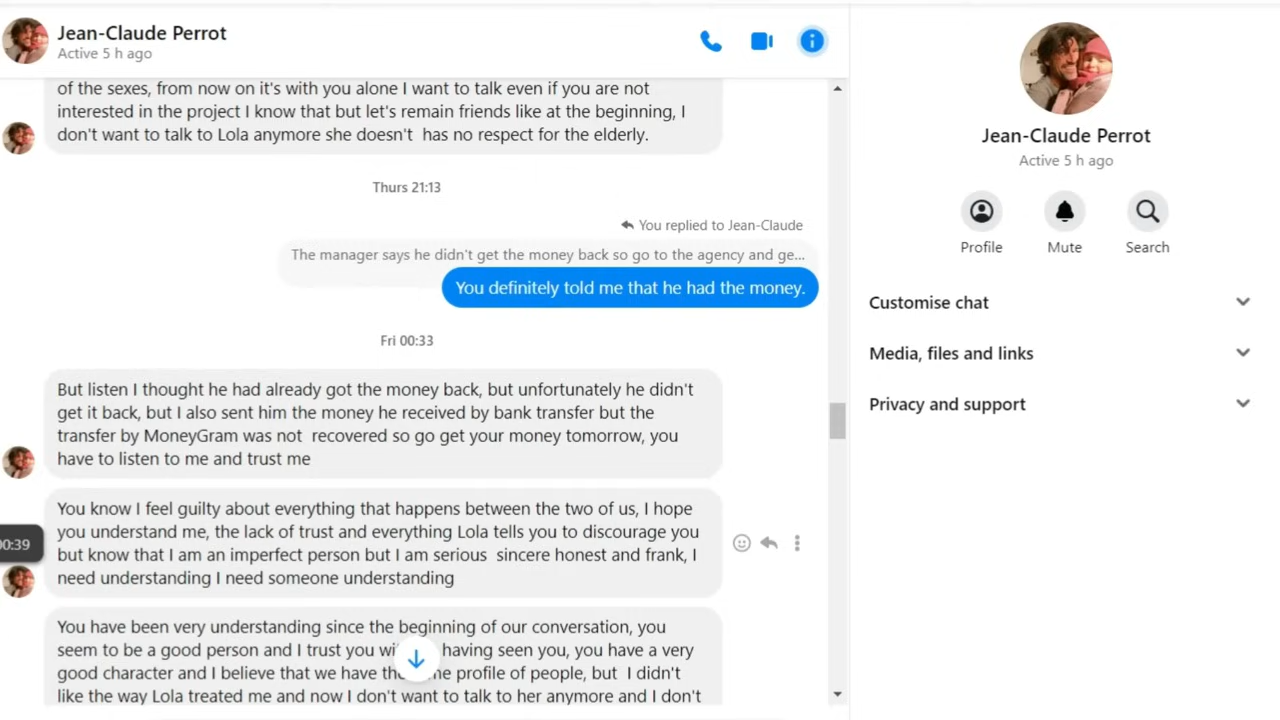 Jean-Claude Perrot
Active 5 h ago
of the sexes, from now on it's with you alone I want to talk even if you are not
interested in the project I know that but let's remain friends like at the beginning, I
don't want to talk to Lola anymore she doesn't has no respect for the elderly.
Thurs 21:13
You replied to Jean-Claude
The manager says he didn't get the money back so go to the agency and ge...
You definitely told me that he had the money.
Fri 00:33
But listen I thought he had already got the money back, but unfortunately he didn't
get it back, but I also sent him the money he received by bank transfer but the
transfer by MoneyGram was not recovered so go get your money tomorrow, you
have to listen to me and trust me
You know I feel guilty about everything that happens between the two of us, I hope
you understand me, the lack of trust and everything Lola tells you to discourage you
but know that I am an imperfect person but I am serious sincere honest and frank, I
need understanding I need someone understanding
00:39
You have been very understanding since the beginning of our conversation, you
seem to be a good person and I trust you having seen you, you have a very
good character and I believe that we have profile of people, but I didn't
like the way Lola treated me and now I don't want to talk to her anymore and I don't
Jean-Claude Perrot
Active 5 h ago
Profile
Mute
Search
Customise chat
Media, files and links
Privacy and support